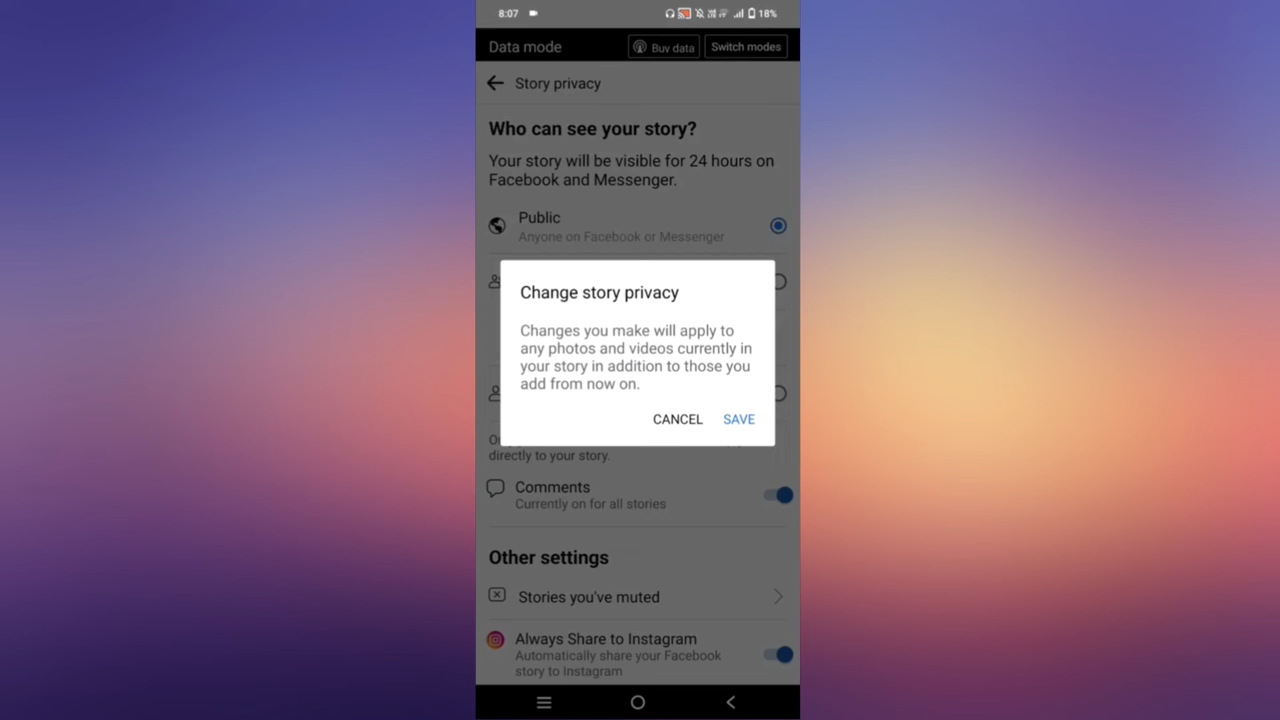 8:07
18%
Data mode
Buy data
Switch modes
Story privacy
Who can see your story?
Your story will be visible for 24 hours on
Facebook and Messenger.
Public
Anyone on Facebook or Messenger
Change story privacy
Changes you make will apply to
any photos and videos currently in
your story in addition to those you
add from now on.
CANCEL
SAVE
directly to your story.
Comments
Currently on for all stories
Other settings
Stories you've muted
Always Share to Instagram
Automatically share your Facebook
story to Instagram